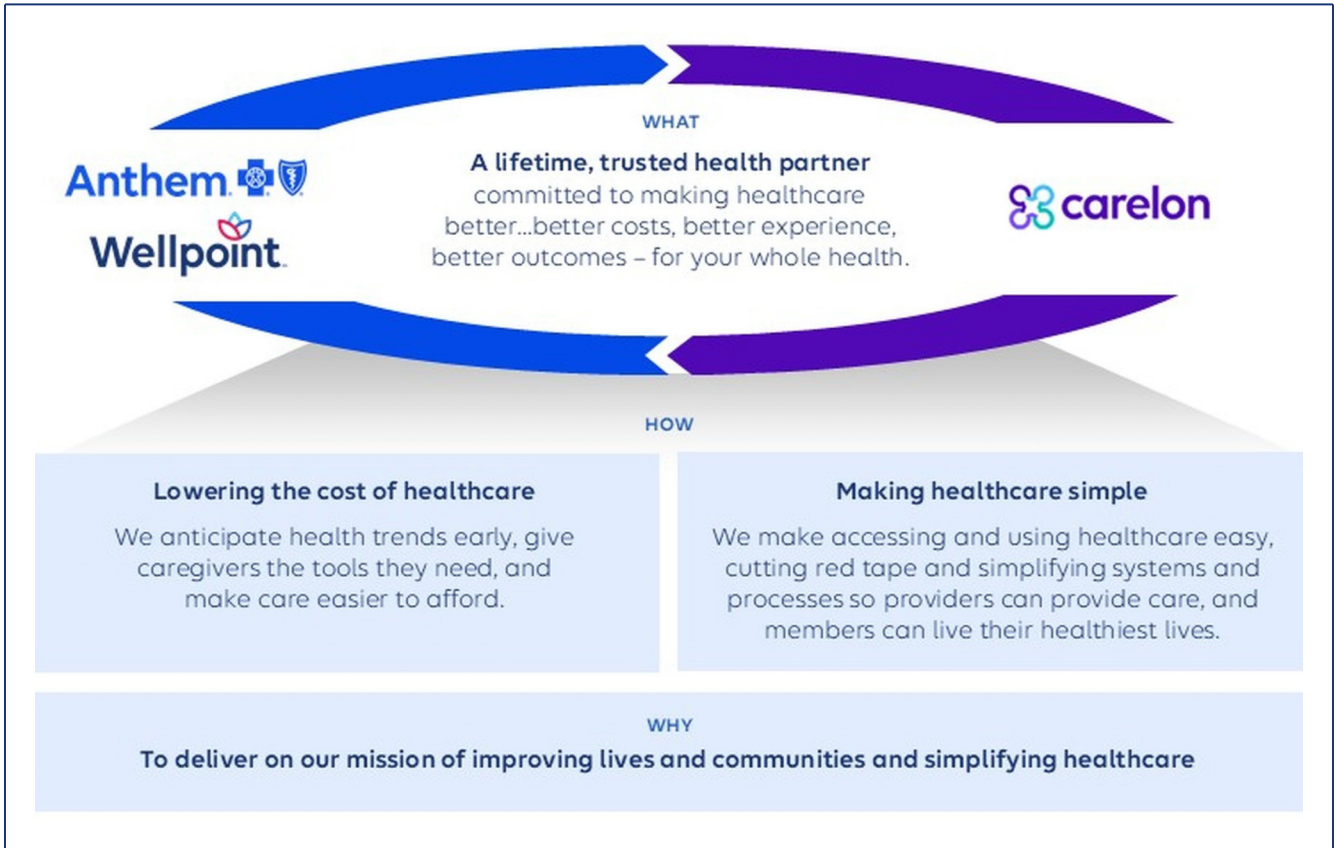 WHAT
Anthem
Wellpoint
A lifetime, trusted health partner
committed to making healthcare
better...better costs, better experience,
better outcomes – for your whole health.
carelon
HOW
Lowering the cost of healthcare
We anticipate health trends early, give
caregivers the tools they need, and
make care easier to afford.
Making healthcare simple
We make accessing and using healthcare easy,
cutting red tape and simplifying systems and
processes so providers can provide care, and
members can live their healthiest lives.
WHY
To deliver on our mission of improving lives and communities and simplifying healthcare